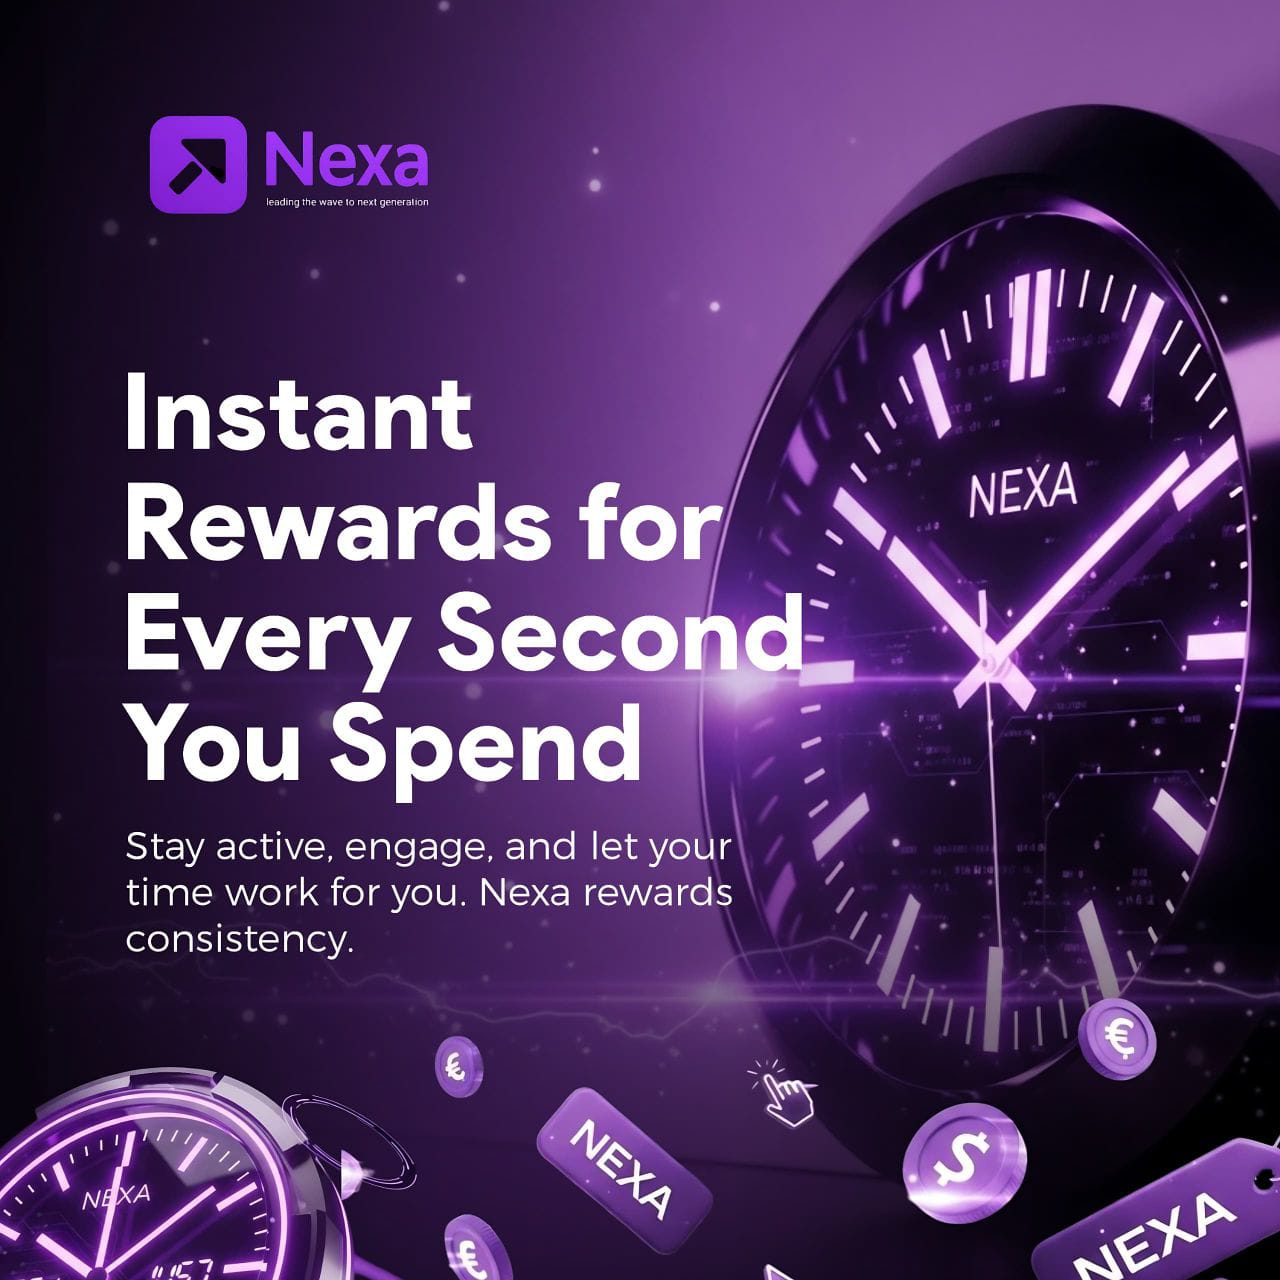 Nexa
leading the wave to next generation
NEXA
Instant
Rewards for
Every Second
You Spend
Stay active, engage, and let your
time work for you. Nexa rewards
consistency.
€
€
NEXA
$
NEXA
NEXA
€